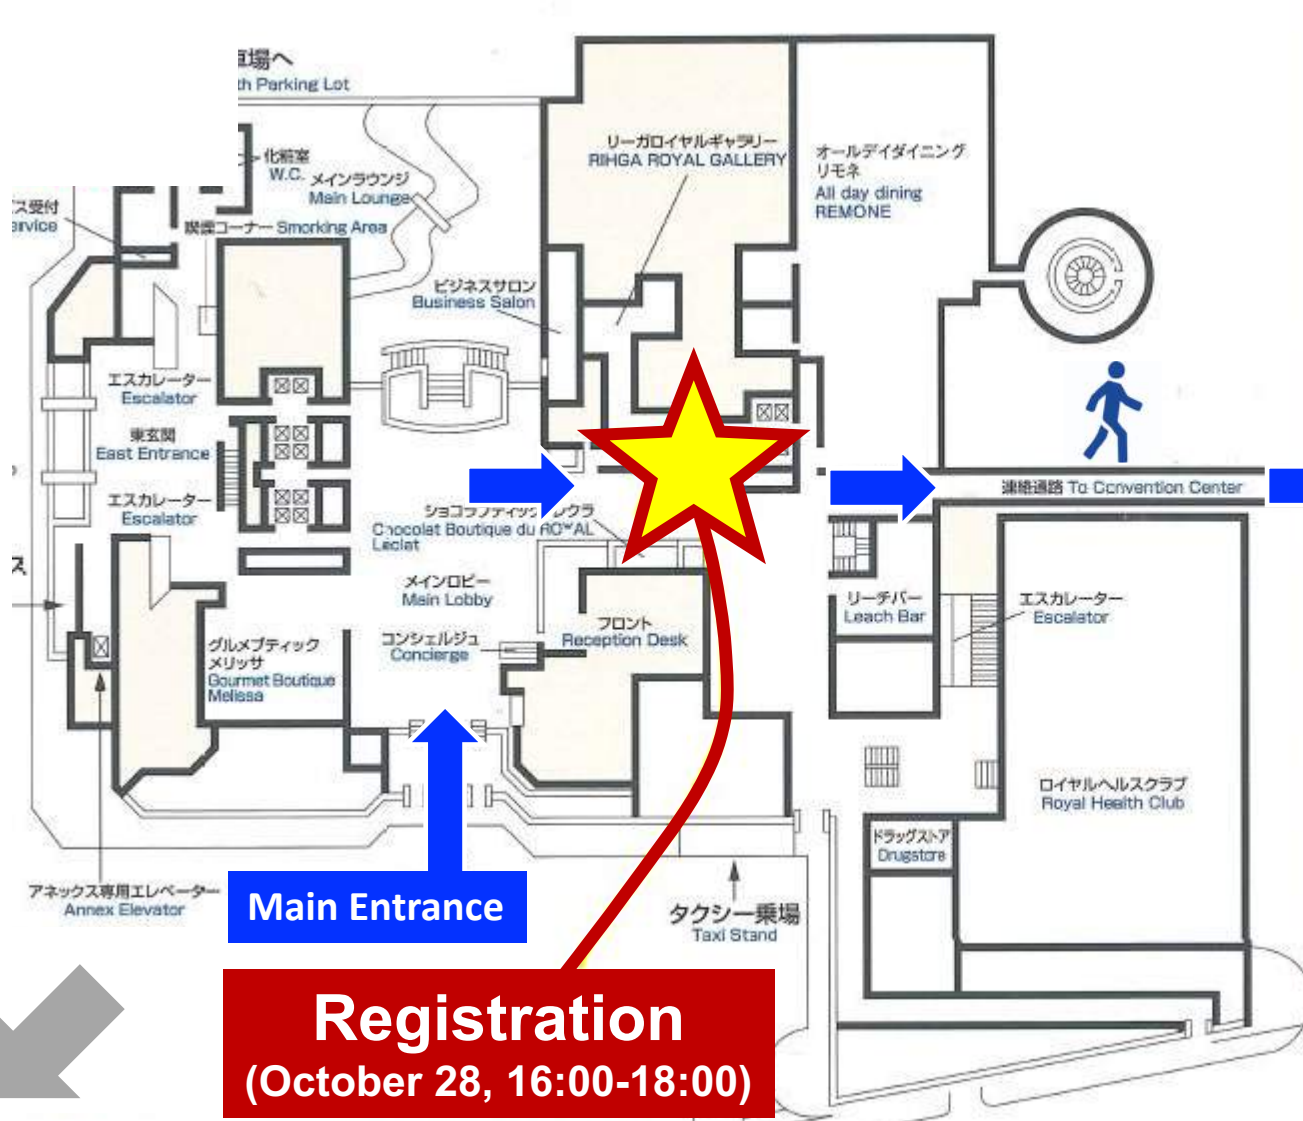 車場へ
th Parking Lot
化粧室
W.C.
メインラウンジ
Main Lounge
ス受付
ervice
喫煙コーナー Smorking Area
リーガロイヤルギャラリー
RIHGA ROYAL GALLERY
オールデイダイニング
リモネ
All day dining
REMONE
ビジネスサロン
Business Salon
エスカレーター
Escalator
東玄関
East Entrance
エスカレーター
Escalator
連絡通路 To Convention Center
Chocolat Boutique du
Leclat
メインロビー
Main Lobby
コンシェルジュ
Concierge
フロント
Reception Desk
リーチバー
Leach Bar
エスカレーター
Escalator
グルメブティック
メリッサ
Gourmet Boutique
Melissa
ロイヤルヘルスクラブ
Royal Health Club
ドラッグストア
Drugstore
アネックス専用エレベーター
Annex Elevator
Main Entrance
タクシー乗場
Taxi Stand
Registration
(October 28, 16:00-18:00)